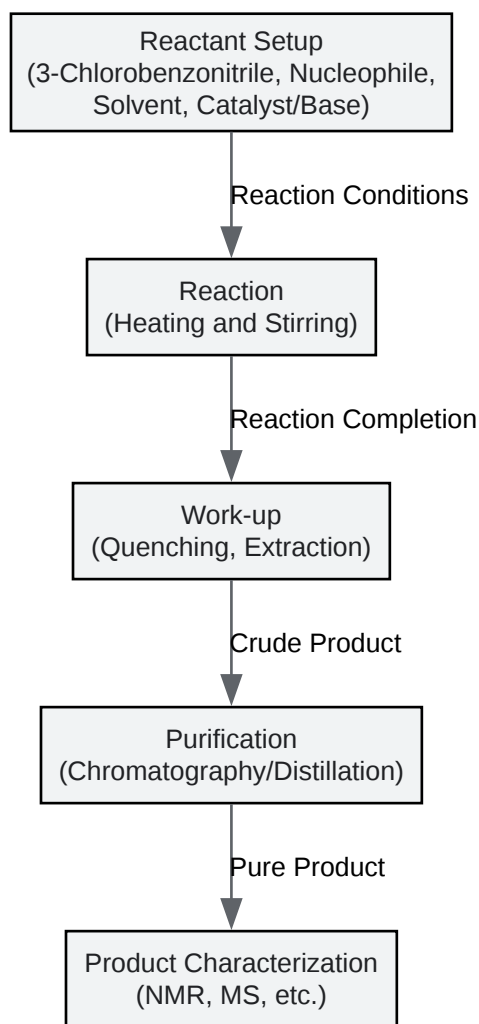 Reactant Setup
(3-Chlorobenzonitrile, Nucleophile,
Solvent, Catalyst/Base)
Reaction Conditions
Reaction
(Heating and Stirring)
Reaction Completion
Work-up
(Quenching, Extraction)
Crude Product
Purification
(Chromatography/Distillation)
Pure Product
Product Characterization
(NMR, MS, etc.)